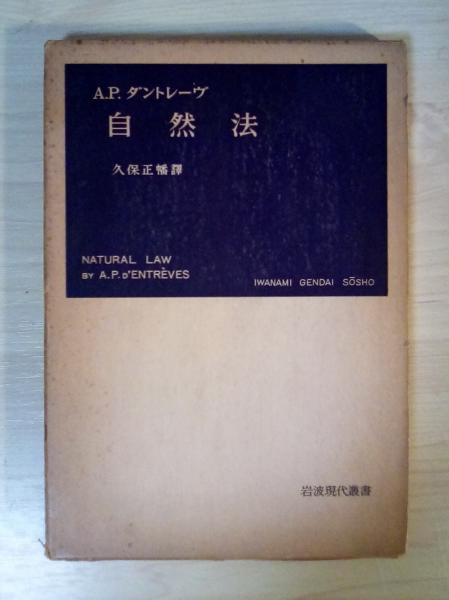 A.P. ダントレーヴ
自然法
久保正幡譯
NATURAL LAW
BY A.P. D'ENTRÈVES
IWANAMI GENDAI SŌSHO
岩波現代叢書